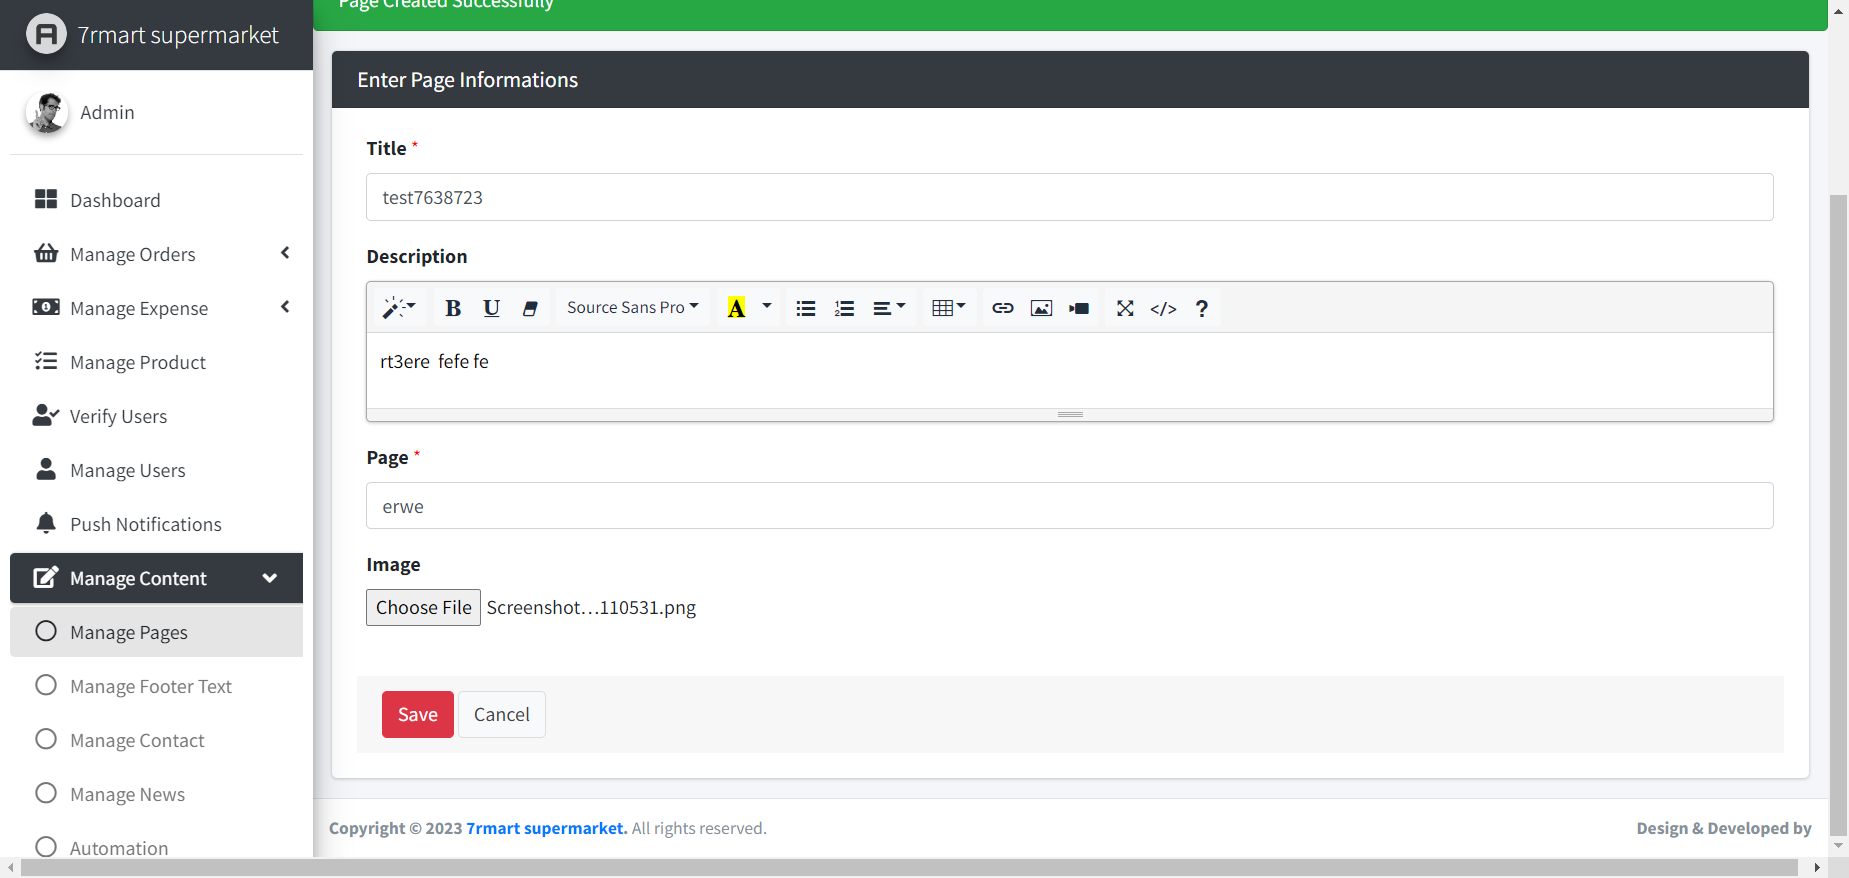 Page Created Successfully
7rmart supermarket
Admin
Dashboard
Manage Orders
Manage Expense
Manage Product
Verify Users
Manage Users
Push Notifications
Manage Content
Manage Pages
Manage Footer Text
Manage Contact
Manage News
Automation
Enter Page Informations
Title *
test7638723
Description
B U Source Sans Pro A </> ?
rt3ere fefe fe
Page *
erwe
Image
Choose File Screenshot...110531.png
Save Cancel
Copyright © 2023 7rmart supermarket. All rights reserved.
Design & Developed by